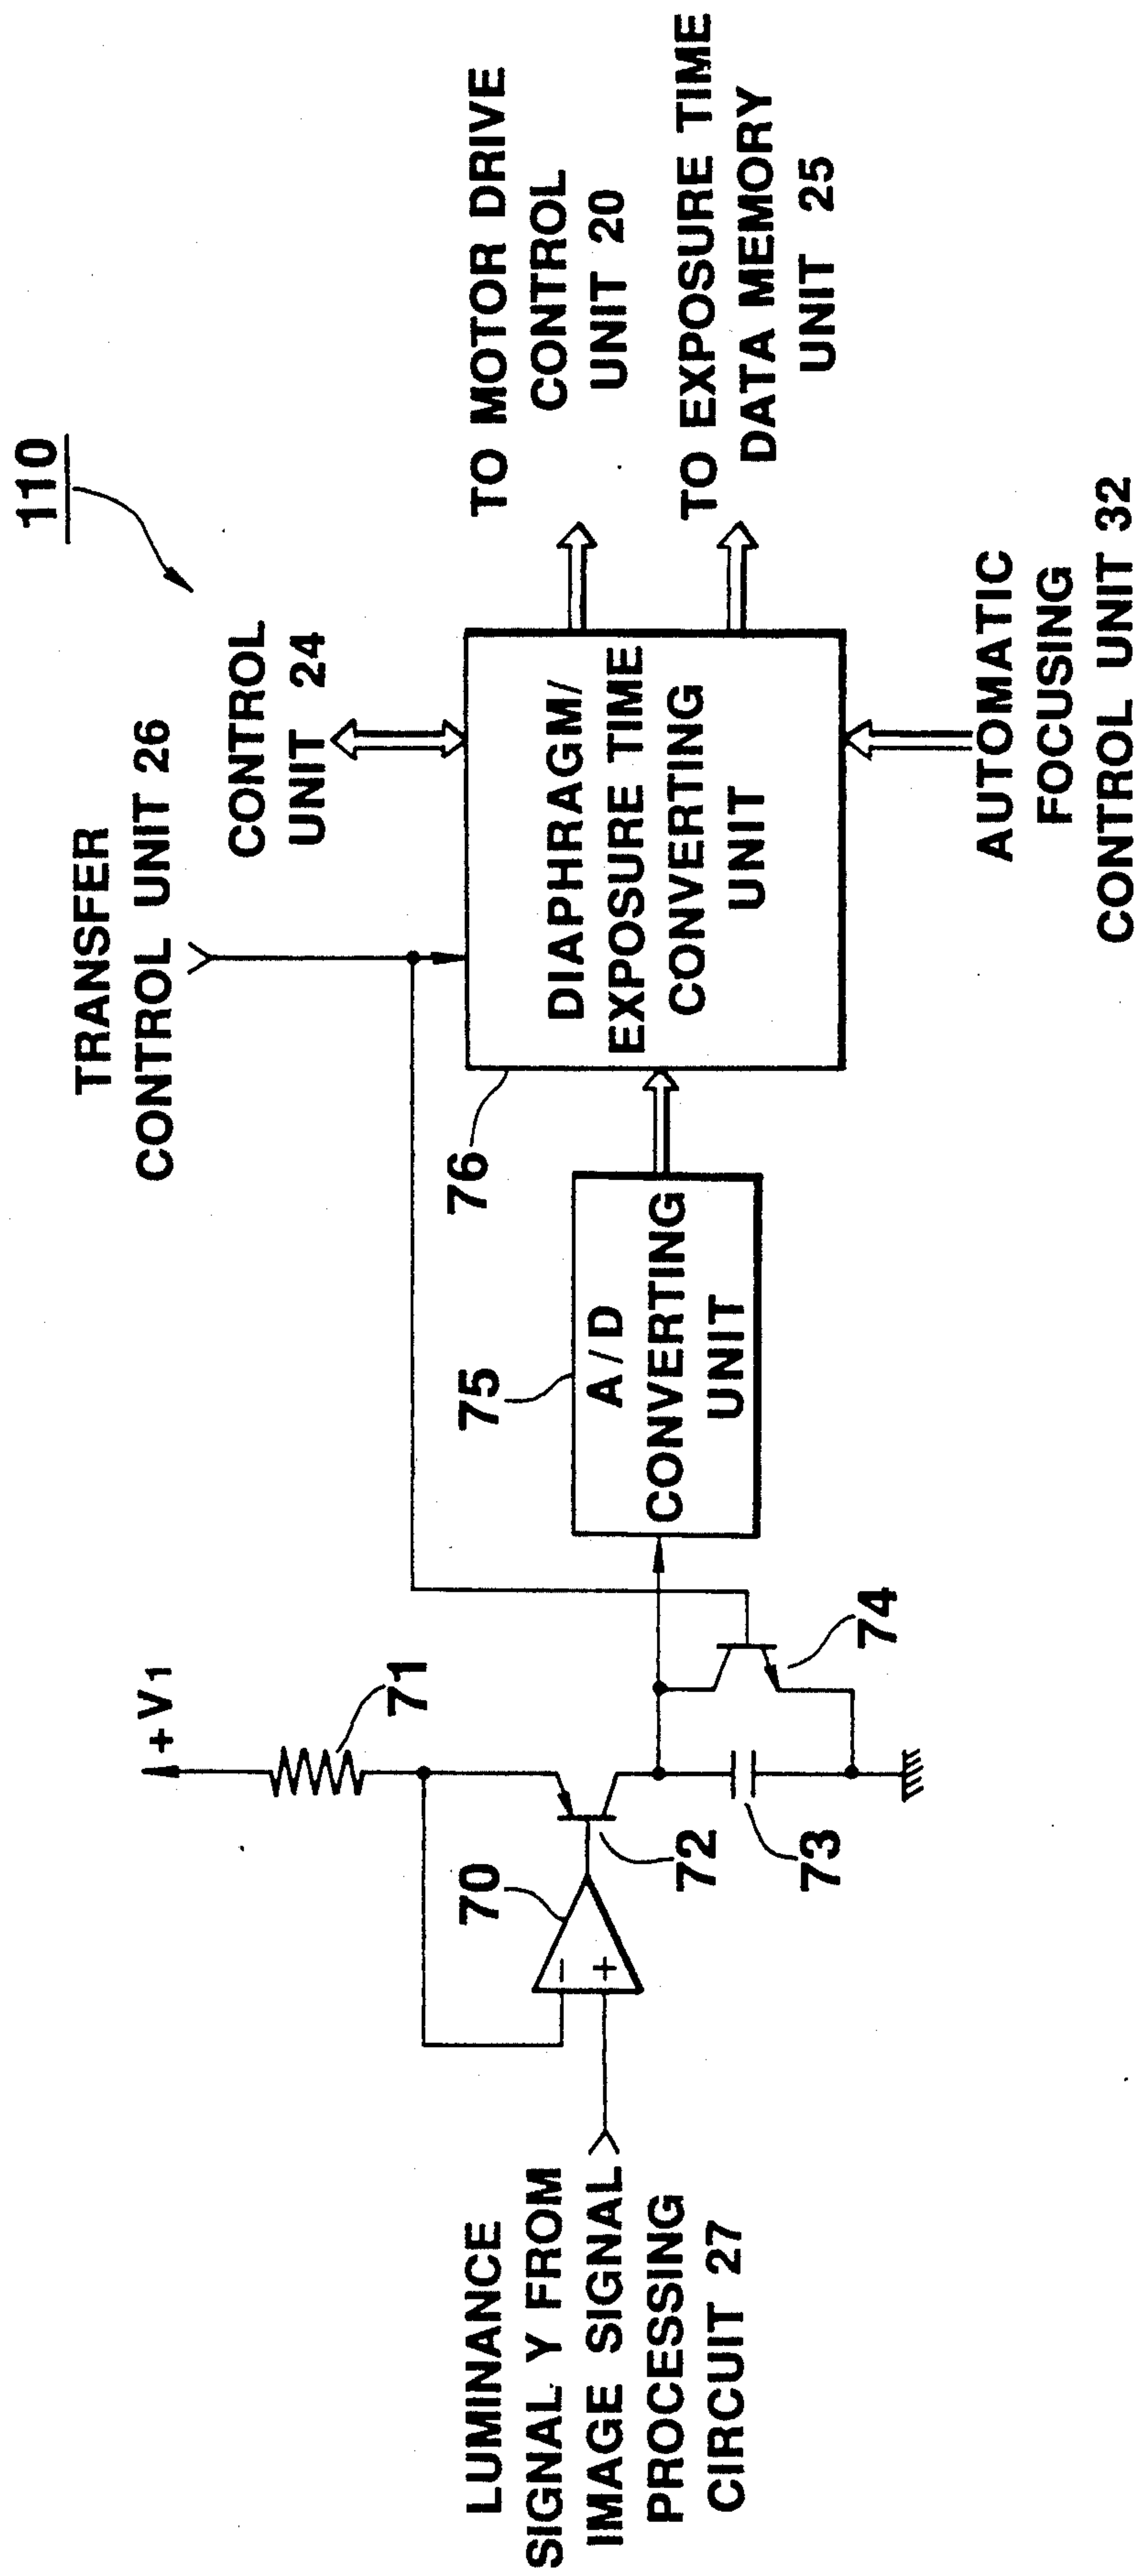 110
TRANSFER
CONTROL UNIT 26
CONTROL
UNIT 24
+V1
71
70
72
73
74
75
A/D
CONVERTING
UNIT
76
DIAPHRAGM/
EXPOSURE TIME
CONVERTING
UNIT
TO MOTOR DRIVE
CONTROL
UNIT 20
TO EXPOSURE TIME
DATA MEMORY
UNIT 25
AUTOMATIC
FOCUSING
CONTROL UNIT 32
LUMINANCE
SIGNAL Y FROM
IMAGE SIGNAL
PROCESSING
CIRCUIT 27
-
+